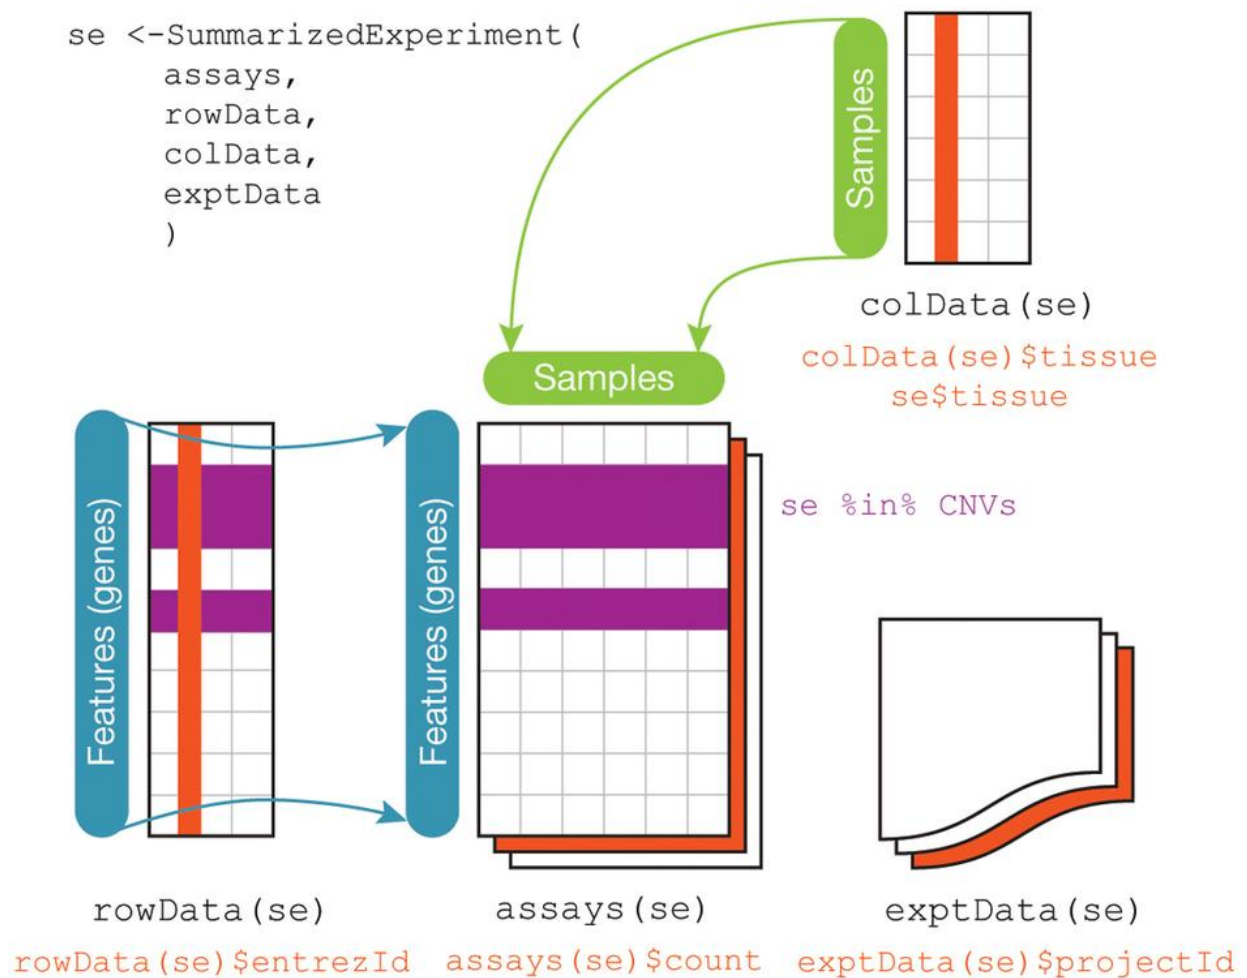 se <-SummarizedExperiment(
assays,
rowData,
colData,
exptData
)
Samples
colData(se)
colData(se)$tissue
se$tissue
Samples
Features (genes)
Features (genes)
se %in% CNVs
rowData(se)
assays(se)
exptData(se)
rowData(se)$entrezId
assays(se)$count
exptData(se)$projectId